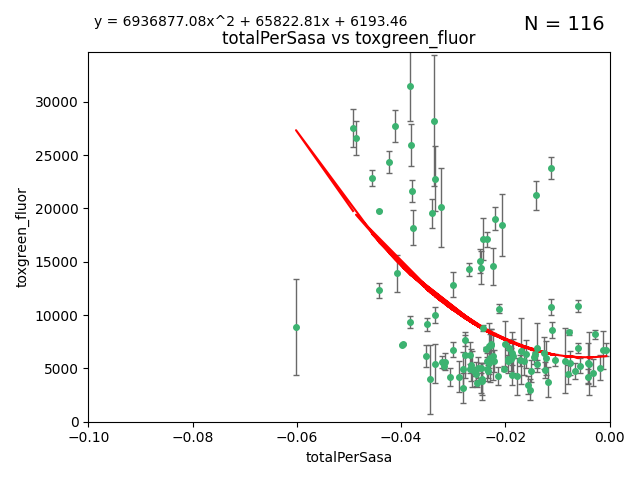 y = 6936877.08x^2 + 65822.81x + 6193.46
N = 116
totalPerSasa vs toxgreen_fluor
toxgreen_fluor
30000
25000
20000
15000
10000
5000
0
−0.10
−0.08
−0.06
−0.04
−0.02
0.00
totalPerSasa